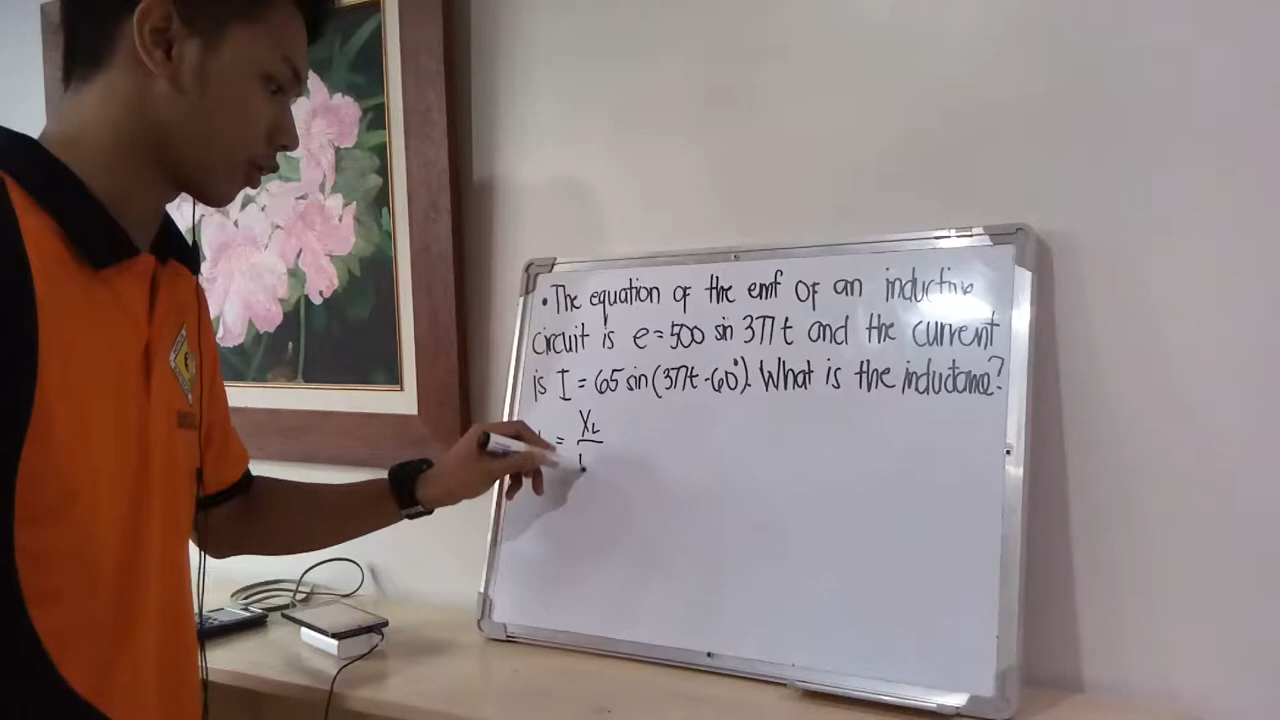 • The equation of the emf of an inductive
circuit is e = 500 sin 377 t and the current
is I = 65 sin (377t - 60°). What is the inductance?
= XL